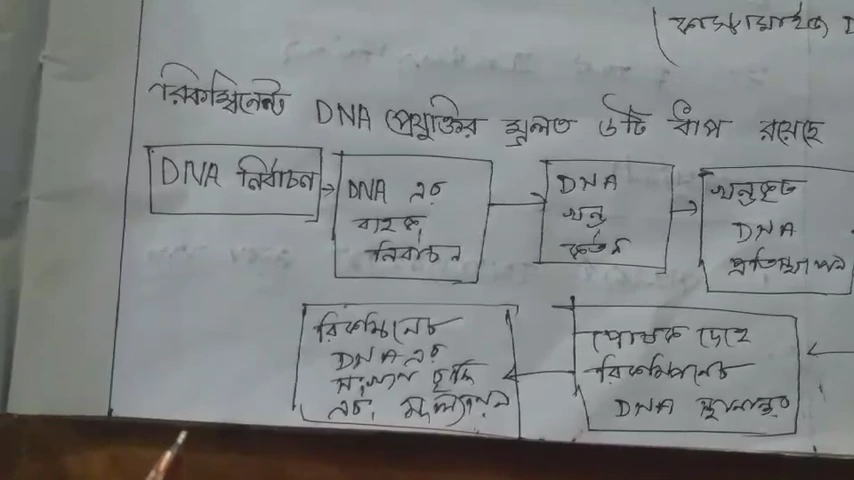 রিকম্বিনেন্ট DNA প্রযুক্তির মূলত ৬টি ধাপ রয়েছে
DNA নির্বাচন
DNA এর
বাহক
নির্বাচন
DNA
খন্ড
কর্তন
খন্ডকৃত
DNA
প্রতিস্থাপন
পোষক দেহে
রিকম্বিনেন্ট
DNA স্থানান্তর
রিকম্বিনেন্ট
DNA এর
সংখ্যা বৃদ্ধি
এবং মূল্যায়ন